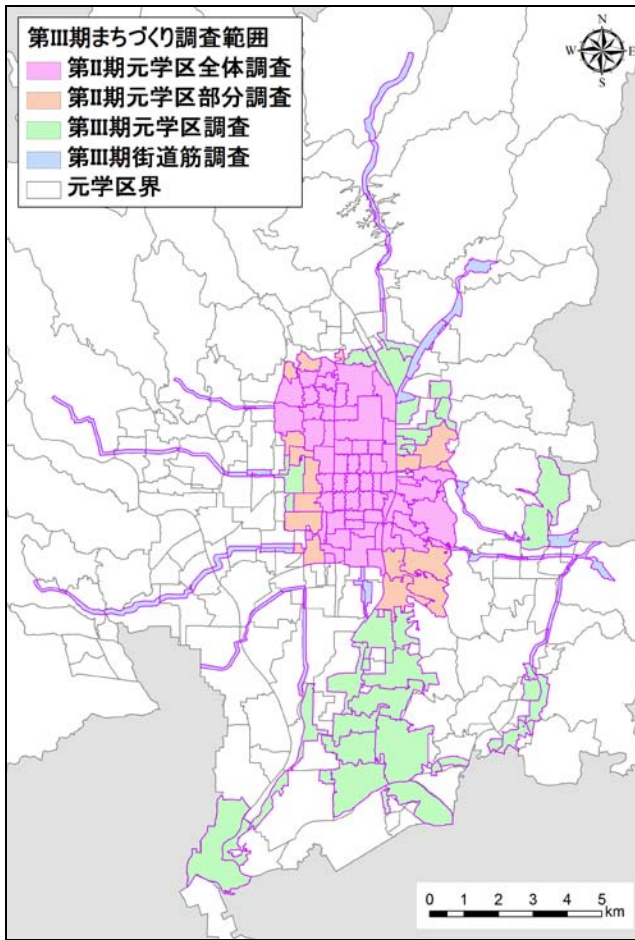 第Ⅲ期まちづくり調査範囲
第Ⅱ期元学区全体調査
第Ⅱ期元学区部分調査
第Ⅲ期元学区調査
第Ⅲ期街道筋調査
元学区界
N
W E
S
0 1 2 3 4 5
km